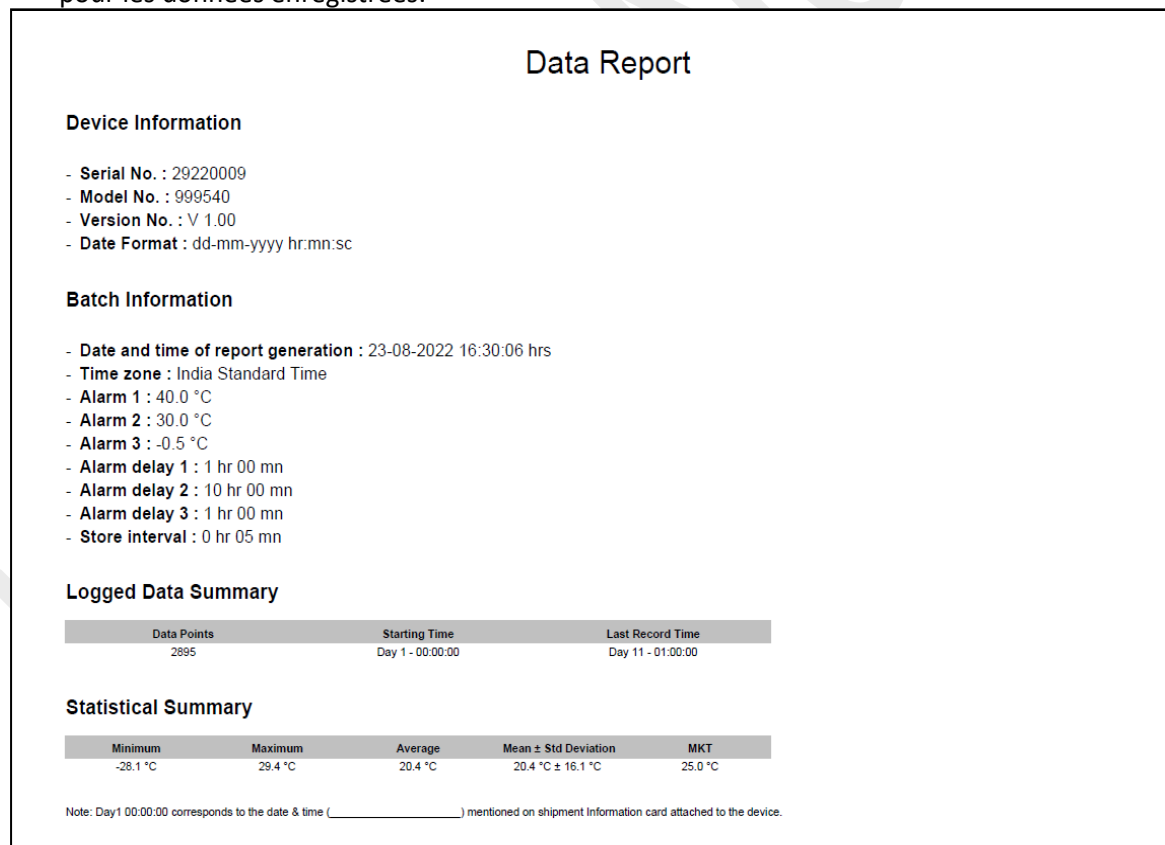 pour les données enregistrées.
Data Report
Device Information
- Serial No. : 29220009
- Model No. : 999540
- Version No. : V 1.00
- Date Format : dd-mm-yyyy hr:mn:sc
Batch Information
- Date and time of report generation : 23-08-2022 16:30:06 hrs
- Time zone : India Standard Time
- Alarm 1 : 40.0 °C
- Alarm 2 : 30.0 °C
- Alarm 3 : -0.5 °C
- Alarm delay 1 : 1 hr 00 mn
- Alarm delay 2 : 10 hr 00 mn
- Alarm delay 3 : 1 hr 00 mn
- Store interval : 0 hr 05 mn
Logged Data Summary
Data Points Starting Time Last Record Time
2895 Day 1 - 00:00:00 Day 11 - 01:00:00
Statistical Summary
Minimum Maximum Average Mean ± Std Deviation MKT
-28.1 °C 29.4 °C 20.4 °C 20.4 °C ± 16.1 °C 25.0 °C
Note: Day1 00:00:00 corresponds to the date & time (____________________) mentioned on shipment Information card attached to the device.